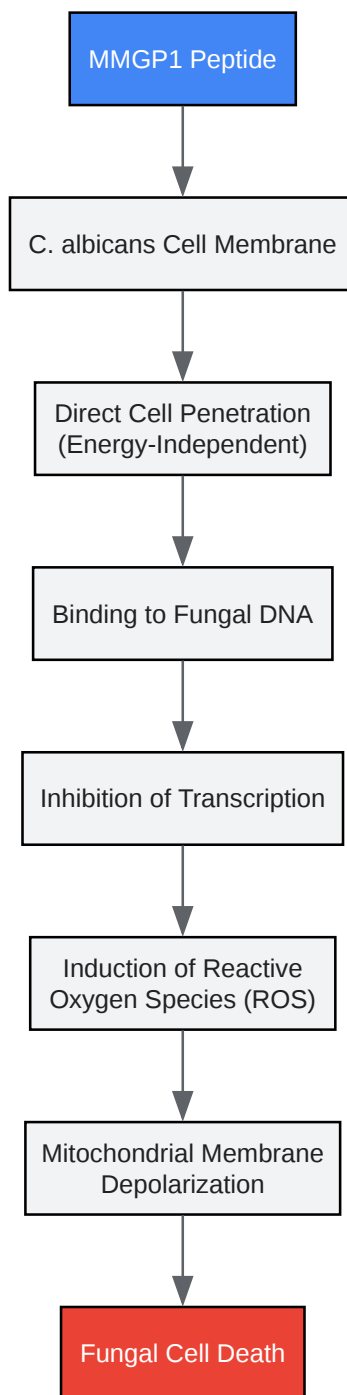 MMGP1 Peptide
C. albicans Cell Membrane
Direct Cell Penetration
(Energy-Independent)
Binding to Fungal DNA
Inhibition of Transcription
Induction of Reactive
Oxygen Species (ROS)
Mitochondrial Membrane
Depolarization
Fungal Cell Death